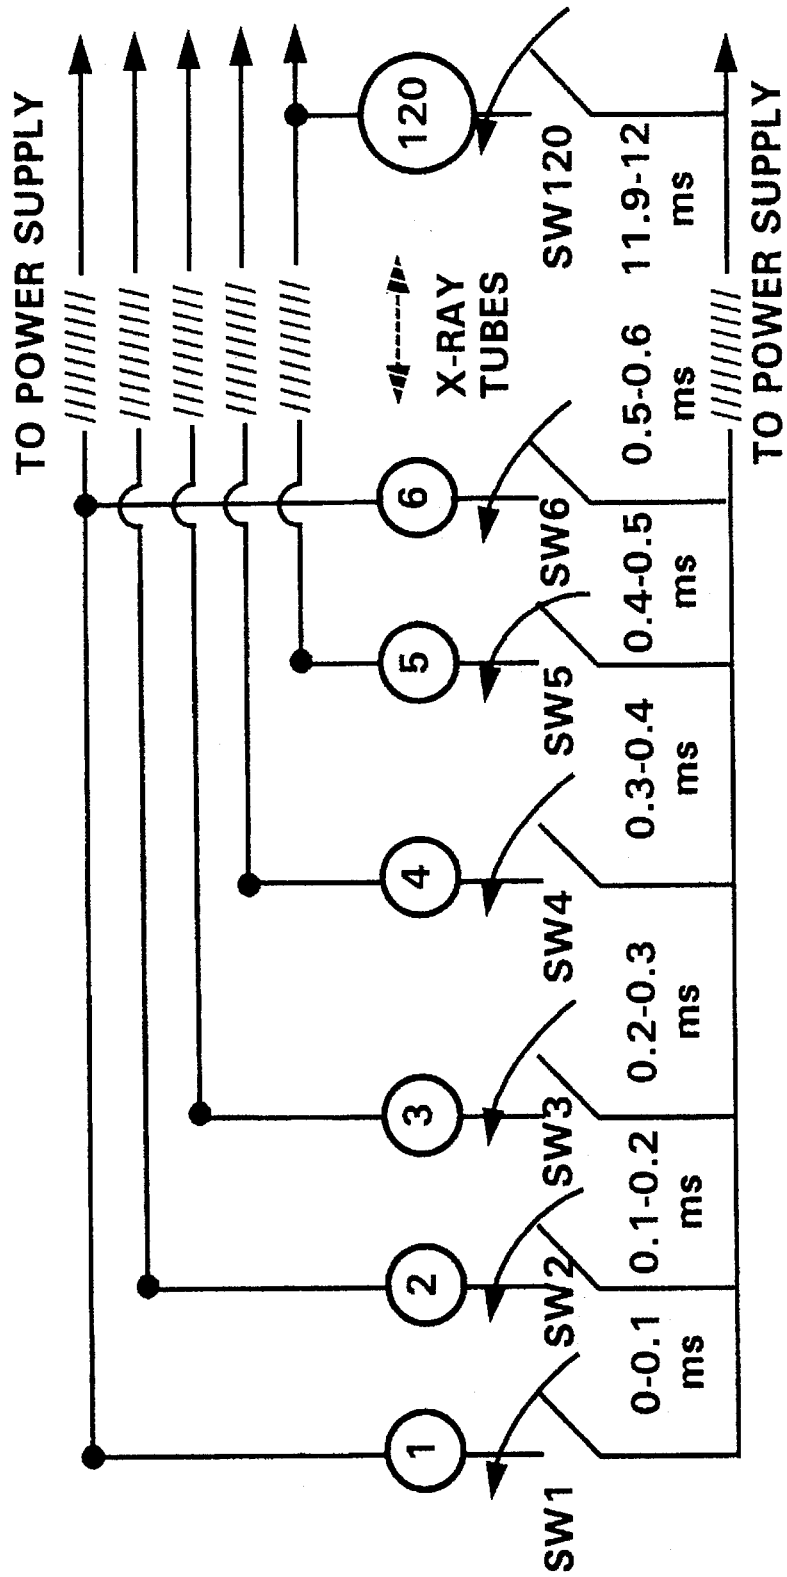 TO POWER SUPPLY
1
2
3
4
5
6
120
X-RAY
TUBES
SW1
SW2
SW3
SW4
SW5
SW6
SW120
0-0.1
ms
0.1-0.2
ms
0.2-0.3
ms
0.3-0.4
ms
0.4-0.5
ms
0.5-0.6
ms
11.9-12
ms
TO POWER SUPPLY